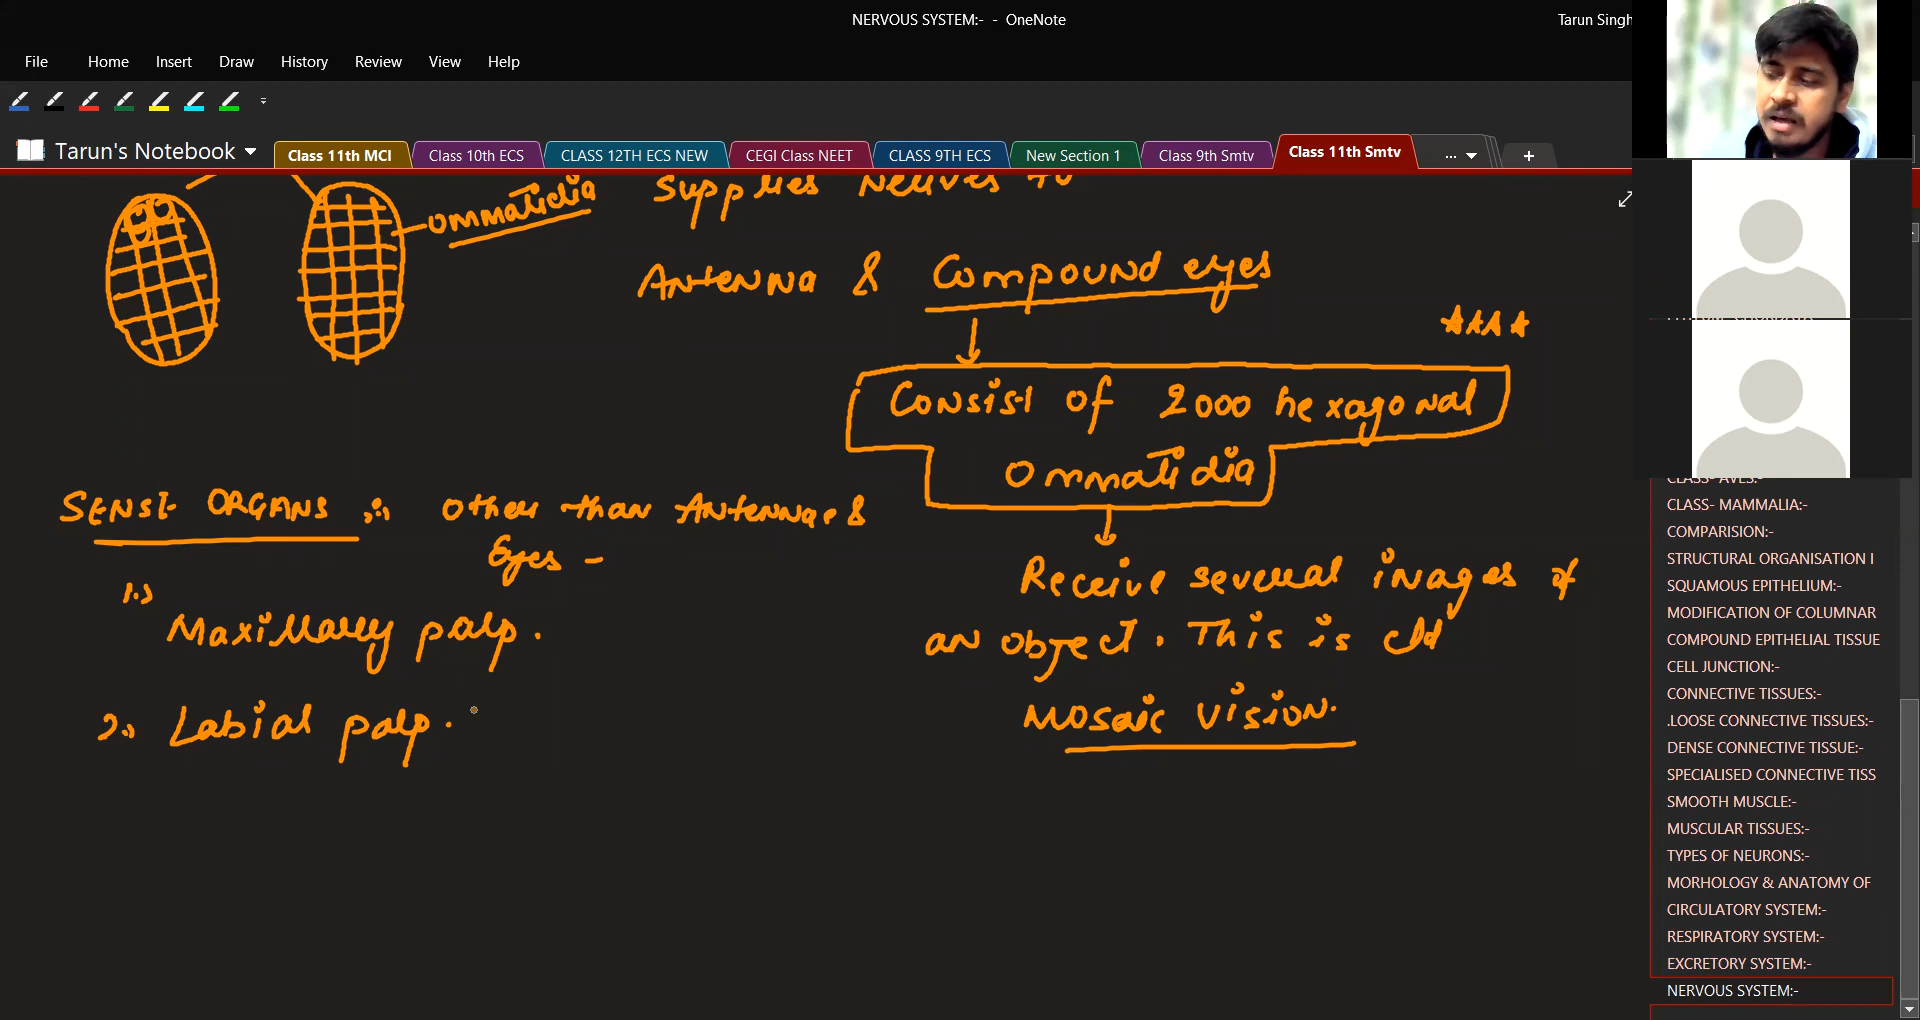 NERVOUS SYSTEM:- - OneNote
Tarun Singh
File Home Insert Draw History Review View Help
Tarun's Notebook
Class 11th MCI
Class 10th ECS
CLASS 12TH ECS NEW
CEGI Class NEET
CLASS 9TH ECS
New Section 1
Class 9th Smtv
Class 11th Smtv
...
+
ommatidia
Supplies Nerves to
Antenna & Compound eyes
Consist of 2000 hexagonal
Ommatidia
Receive several images of
an object. This is cld
Mosaic vision.
SENSE ORGANS :- Other than Antennae &
Eyes -
1.)
Maxillary palp.
2). Labial palp.
CLASS- AVES:-
CLASS- MAMMALIA:-
COMPARISION:-
STRUCTURAL ORGANISATION I
SQUAMOUS EPITHELIUM:-
MODIFICATION OF COLUMNAR
COMPOUND EPITHELIAL TISSUE
CELL JUNCTION:-
CONNECTIVE TISSUES:-
.LOOSE CONNECTIVE TISSUES:-
DENSE CONNECTIVE TISSUE:-
SPECIALISED CONNECTIVE TISS
SMOOTH MUSCLE:-
MUSCULAR TISSUES:-
TYPES OF NEURONS:-
MORHOLOGY & ANATOMY OF
CIRCULATORY SYSTEM:-
RESPIRATORY SYSTEM:-
EXCRETORY SYSTEM:-
NERVOUS SYSTEM:-